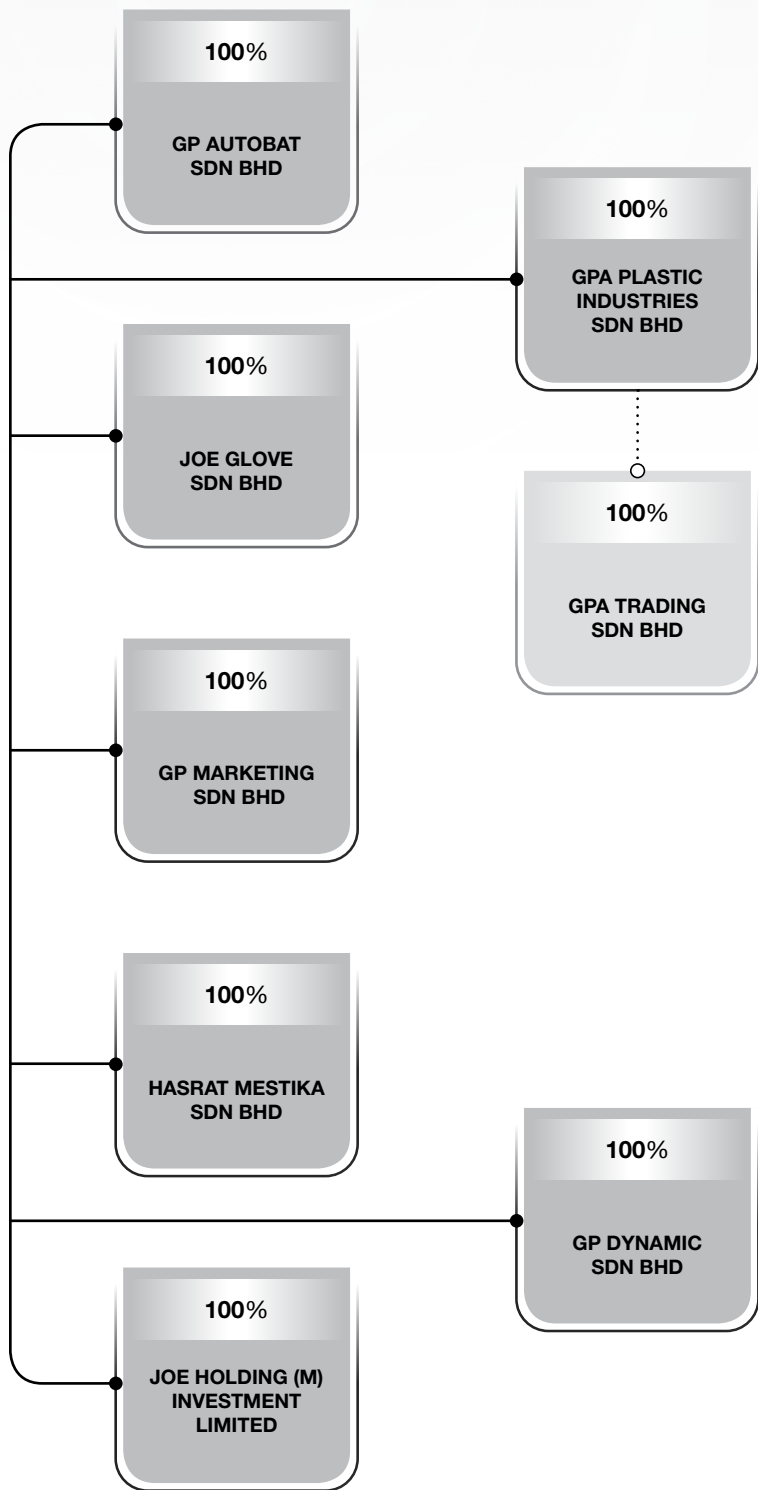 100%
GP AUTOBAT
SDN BHD
100%
GPA PLASTIC
INDUSTRIES
SDN BHD
100%
JOE GLOVE
SDN BHD
100%
GPA TRADING
SDN BHD
100%
GP MARKETING
SDN BHD
100%
HASRAT MESTIKA
SDN BHD
100%
GP DYNAMIC
SDN BHD
100%
JOE HOLDING (M)
INVESTMENT
LIMITED